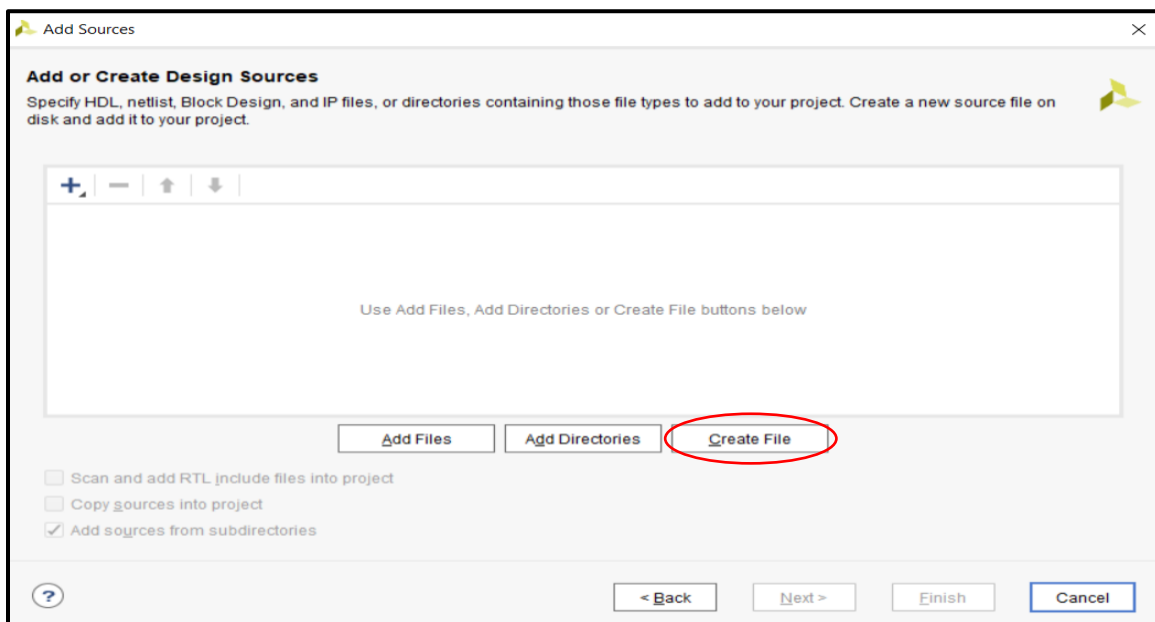 Add Sources
Add or Create Design Sources
Specify HDL, netlist, Block Design, and IP files, or directories containing those file types to add to your project. Create a new source file on
disk and add it to your project.
Use Add Files, Add Directories or Create File buttons below
Add Files Add Directories Create File
Scan and add RTL include files into project
Copy sources into project
Add sources from subdirectories
? < Back Next > Finish Cancel